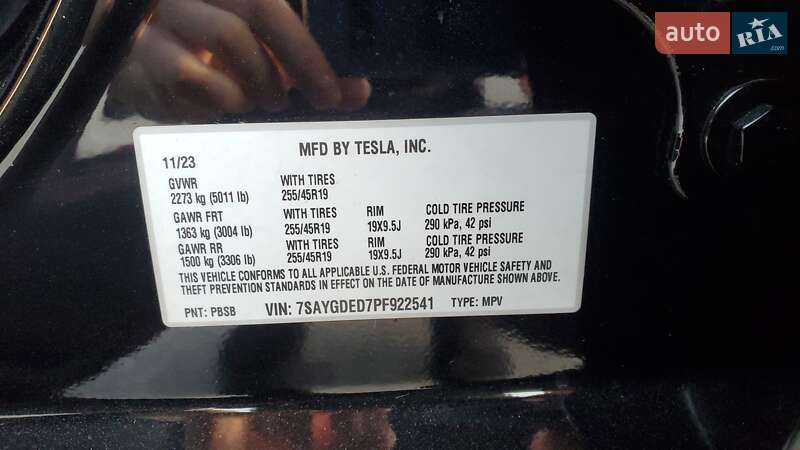 auto RIA.com
MFD BY TESLA, INC.
11/23
GVWR WITH TIRES
2273 kg (5011 lb) 255/45R19
GAWR FRT WITH TIRES RIM COLD TIRE PRESSURE
1363 kg (3004 lb) 255/45R19 19X9.5J 290 kPa, 42 psi
GAWR RR WITH TIRES RIM COLD TIRE PRESSURE
1500 kg (3306 lb) 255/45R19 19X9.5J 290 kPa, 42 psi
THIS VEHICLE CONFORMS TO ALL APPLICABLE U.S. FEDERAL MOTOR VEHICLE SAFETY AND
THEFT PREVENTION STANDARDS IN EFFECT ON THE DATE OF MANUFACTURE SHOWN ABOVE.
PNT: PBSB VIN: 7SAYGDED7PF922541 TYPE: MPV